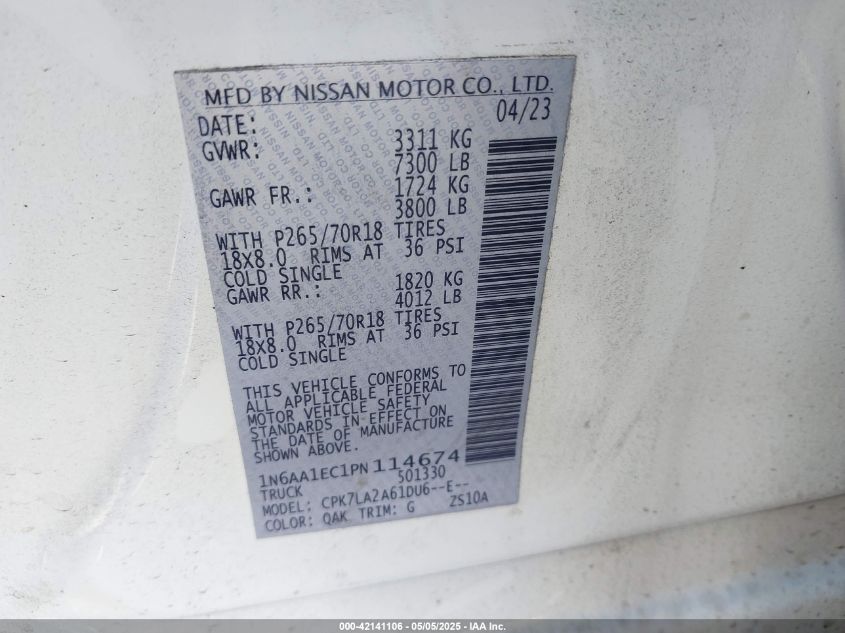 MFD BY NISSAN MOTOR CO., LTD.
DATE: 04/23
GVWR: 3311 KG
7300 LB
GAWR FR.: 1724 KG
3800 LB
WITH P265/70R18 TIRES
18X8.0 RIMS AT 36 PSI
COLD SINGLE
GAWR RR.: 1820 KG
4012 LB
WITH P265/70R18 TIRES
18X8.0 RIMS AT 36 PSI
COLD SINGLE
THIS VEHICLE CONFORMS TO
ALL APPLICABLE FEDERAL
MOTOR VEHICLE SAFETY
STANDARDS IN EFFECT ON
THE DATE OF MANUFACTURE
SHOWN ABOVE.
1N6AA1EC1PN114674
TRUCK 501330
MODEL: CPK7LA2A61DU6--E--
COLOR: QAK TRIM: G ZS10A
000-42141106 - 05/05/2025 - IAA Inc.